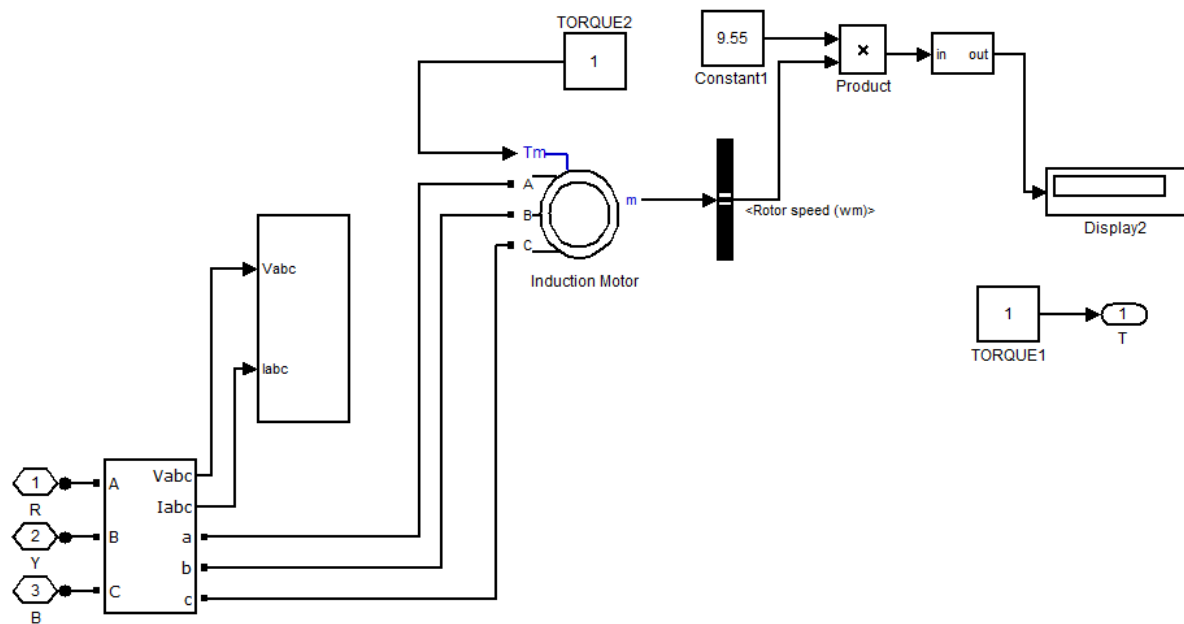 TORQUE2
1
9.55
Constant1
×
Product
in out
Tm
A
B
C
m
Induction Motor
<Rotor speed (wm)>
Display2
Vabc
Iabc
1
TORQUE1
1
T
1
R
2
Y
3
B
A
B
C
Vabc
Iabc
a
b
c